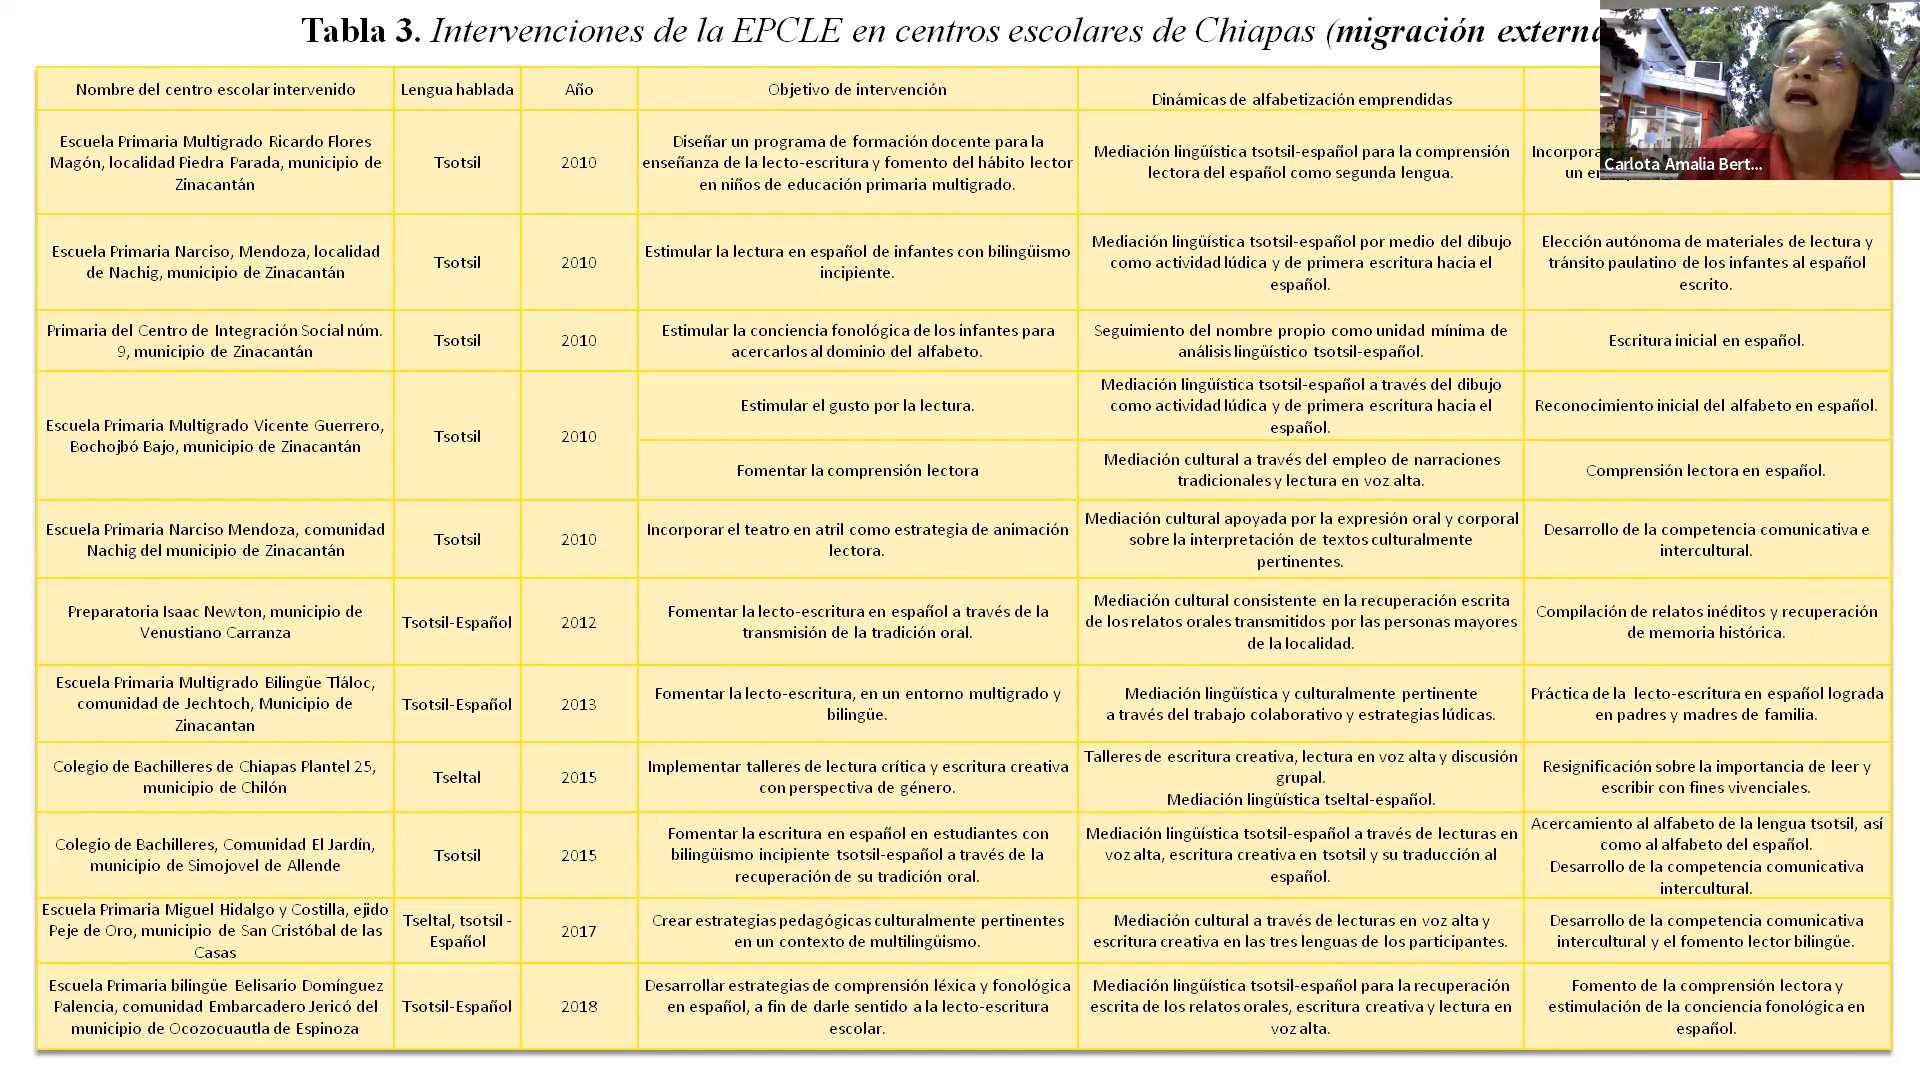 Tabla 3. Intervenciones de la EPCLE en centros escolares de Chiapas (migración externa
Carlota Amalia Bert...
Nombre del centro escolar intervenido
Lengua hablada
Año
Objetivo de intervención
Dinámicas de alfabetización emprendidas
Escuela Primaria Multigrado Ricardo Flores
Magón, localidad Piedra Parada, municipio de
Zinacantán
Tsotsil
2010
Diseñar un programa de formación docente para la
enseñanza de la lecto-escritura y fomento del hábito lector
en niños de educación primaria multigrado.
Mediación lingüística tsotsil-español para la comprensión
lectora del español como segunda lengua.
un
Escuela Primaria Narciso, Mendoza, localidad
de Nachig, municipio de Zinacantán
Tsotsil
2010
Estimular la lectura en español de infantes con bilingüismo
incipiente.
Mediación lingüística tsotsil-español por medio del dibujo
como actividad lúdica y de primera escritura hacia el
español.
Elección autónoma de materiales de lectura y
tránsito paulatino de los infantes al español
escrito.
Primaria del Centro de Integración Social núm.
9, municipio de Zinacantán
Tsotsil
2010
Estimular la conciencia fonológica de los infantes para
acercarlos al dominio del alfabeto.
Seguimiento del nombre propio como unidad mínima de
análisis lingüístico tsotsil-español.
Escritura inicial en español.
Escuela Primaria Multigrado Vicente Guerrero,
Bochojbó Bajo, municipio de Zinacantán
Tsotsil
2010
Estimular el gusto por la lectura.
Mediación lingüística tsotsil-español a través del dibujo
como actividad lúdica y de primera escritura hacia el
español.
Reconocimiento inicial del alfabeto en español.
Fomentar la comprensión lectora
Mediación cultural a través del empleo de narraciones
tradicionales y lectura en voz alta.
Comprensión lectora en español.
Escuela Primaria Narciso Mendoza, comunidad
Nachig del municipio de Zinacantán
Tsotsil
2010
Incorporar el teatro en atril como estrategia de animación
lectora.
Mediación cultural apoyada por la expresión oral y corporal
sobre la interpretación de textos culturalmente
pertinentes.
Desarrollo de la competencia comunicativa e
intercultural.
Preparatoria Isaac Newton, municipio de
Venustiano Carranza
Tsotsil-Español
2012
Fomentar la lecto-escritura en español a través de la
transmisión de la tradición oral.
Mediación cultural consistente en la recuperación escrita
de los relatos orales transmitidos por las personas mayores
de la localidad.
Compilación de relatos inéditos y recuperación
de memoria histórica.
Escuela Primaria Multigrado Bilingüe Tláloc,
comunidad de Jechtoch, Municipio de
Zinacantan
Tsotsil-Español
2013
Fomentar la lecto-escritura, en un entorno multigrado y
bilingüe.
Mediación lingüística y culturalmente pertinente
a través del trabajo colaborativo y estrategias lúdicas.
Práctica de la lecto-escritura en español lograda
en padres y madres de familia.
Colegio de Bachilleres de Chiapas Plantel 25,
municipio de Chilón
Tseltal
2015
Implementar talleres de lectura crítica y escritura creativa
con perspectiva de género.
Talleres de escritura creativa, lectura en voz alta y discusión
grupal.
Mediación lingüística tseltal-español.
Resignificación sobre la importancia de leer y
escribir con fines vivenciales.
Colegio de Bachilleres, Comunidad El Jardín,
municipio de Simojovel de Allende
Tsotsil
2015
Fomentar la escritura en español en estudiantes con
bilingüismo incipiente tsotsil-español a través de la
recuperación de su tradición oral.
Mediación lingüística tsotsil-español a través de lecturas en
voz alta, escritura creativa en tsotsil y su traducción al
español.
Acercamiento al alfabeto de la lengua tsotsil, así
como al alfabeto del español.
Desarrollo de la competencia comunicativa
intercultural.
Escuela Primaria Miguel Hidalgo y Costilla, ejido
Peje de Oro, municipio de San Cristóbal de las
Casas
Tseltal, tsotsil -
Español
2017
Crear estrategias pedagógicas culturalmente pertinentes
en un contexto de multilingüismo.
Mediación cultural a través de lecturas en voz alta y
escritura creativa en las tres lenguas de los participantes.
Desarrollo de la competencia comunicativa
intercultural y el fomento lector bilingüe.
Escuela Primaria bilingüe Belisario Domínguez
Palencia, comunidad Embarcadero Jericó del
municipio de Ocozocuautla de Espinoza
Tsotsil-Español
2018
Desarrollar estrategias de comprensión léxica y fonológica
en español, a fin de darle sentido a la lecto-escritura
escolar.
Mediación lingüística tsotsil-español para la recuperación
escrita de los relatos orales, escritura creativa y lectura en
voz alta.
Fomento de la comprensión lectora y
estimulación de la conciencia fonológica en
español.